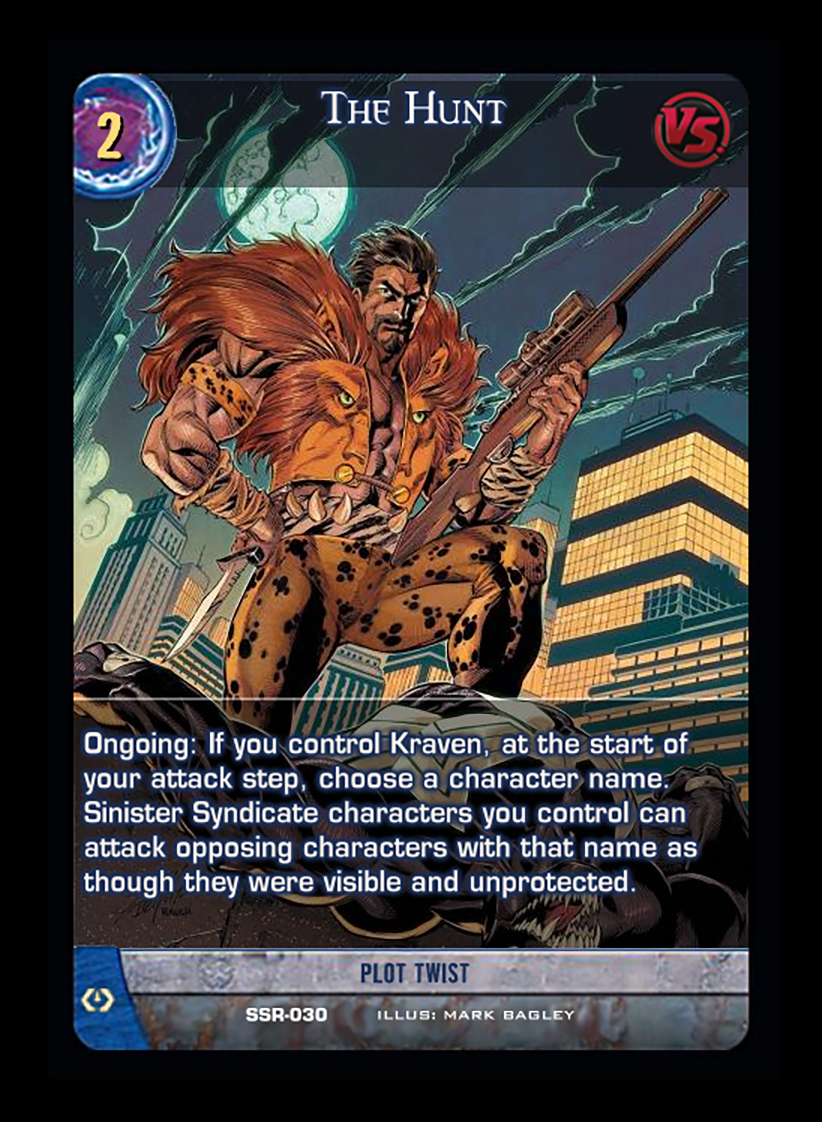 2
The Hunt
VS.
Ongoing: If you control Kraven, at the start of
your attack step, choose a character name.
Sinister Syndicate characters you control can
attack opposing characters with that name as
though they were visible and unprotected.
RAUCH
PLOT TWIST
SSR-030 ILLUS: MARK BAGLEY